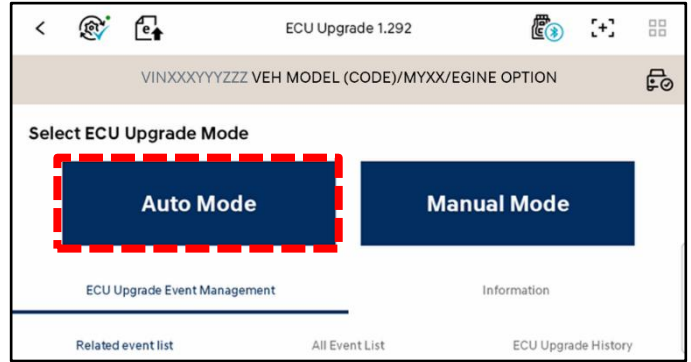 ECU Upgrade 1.292
VINXXXYYYZZZ VEH MODEL (CODE)/MYXX/EGINE OPTION
Select ECU Upgrade Mode
Auto Mode
Manual Mode
ECU Upgrade Event Management
Information
Related event list
All Event List
ECU Upgrade History